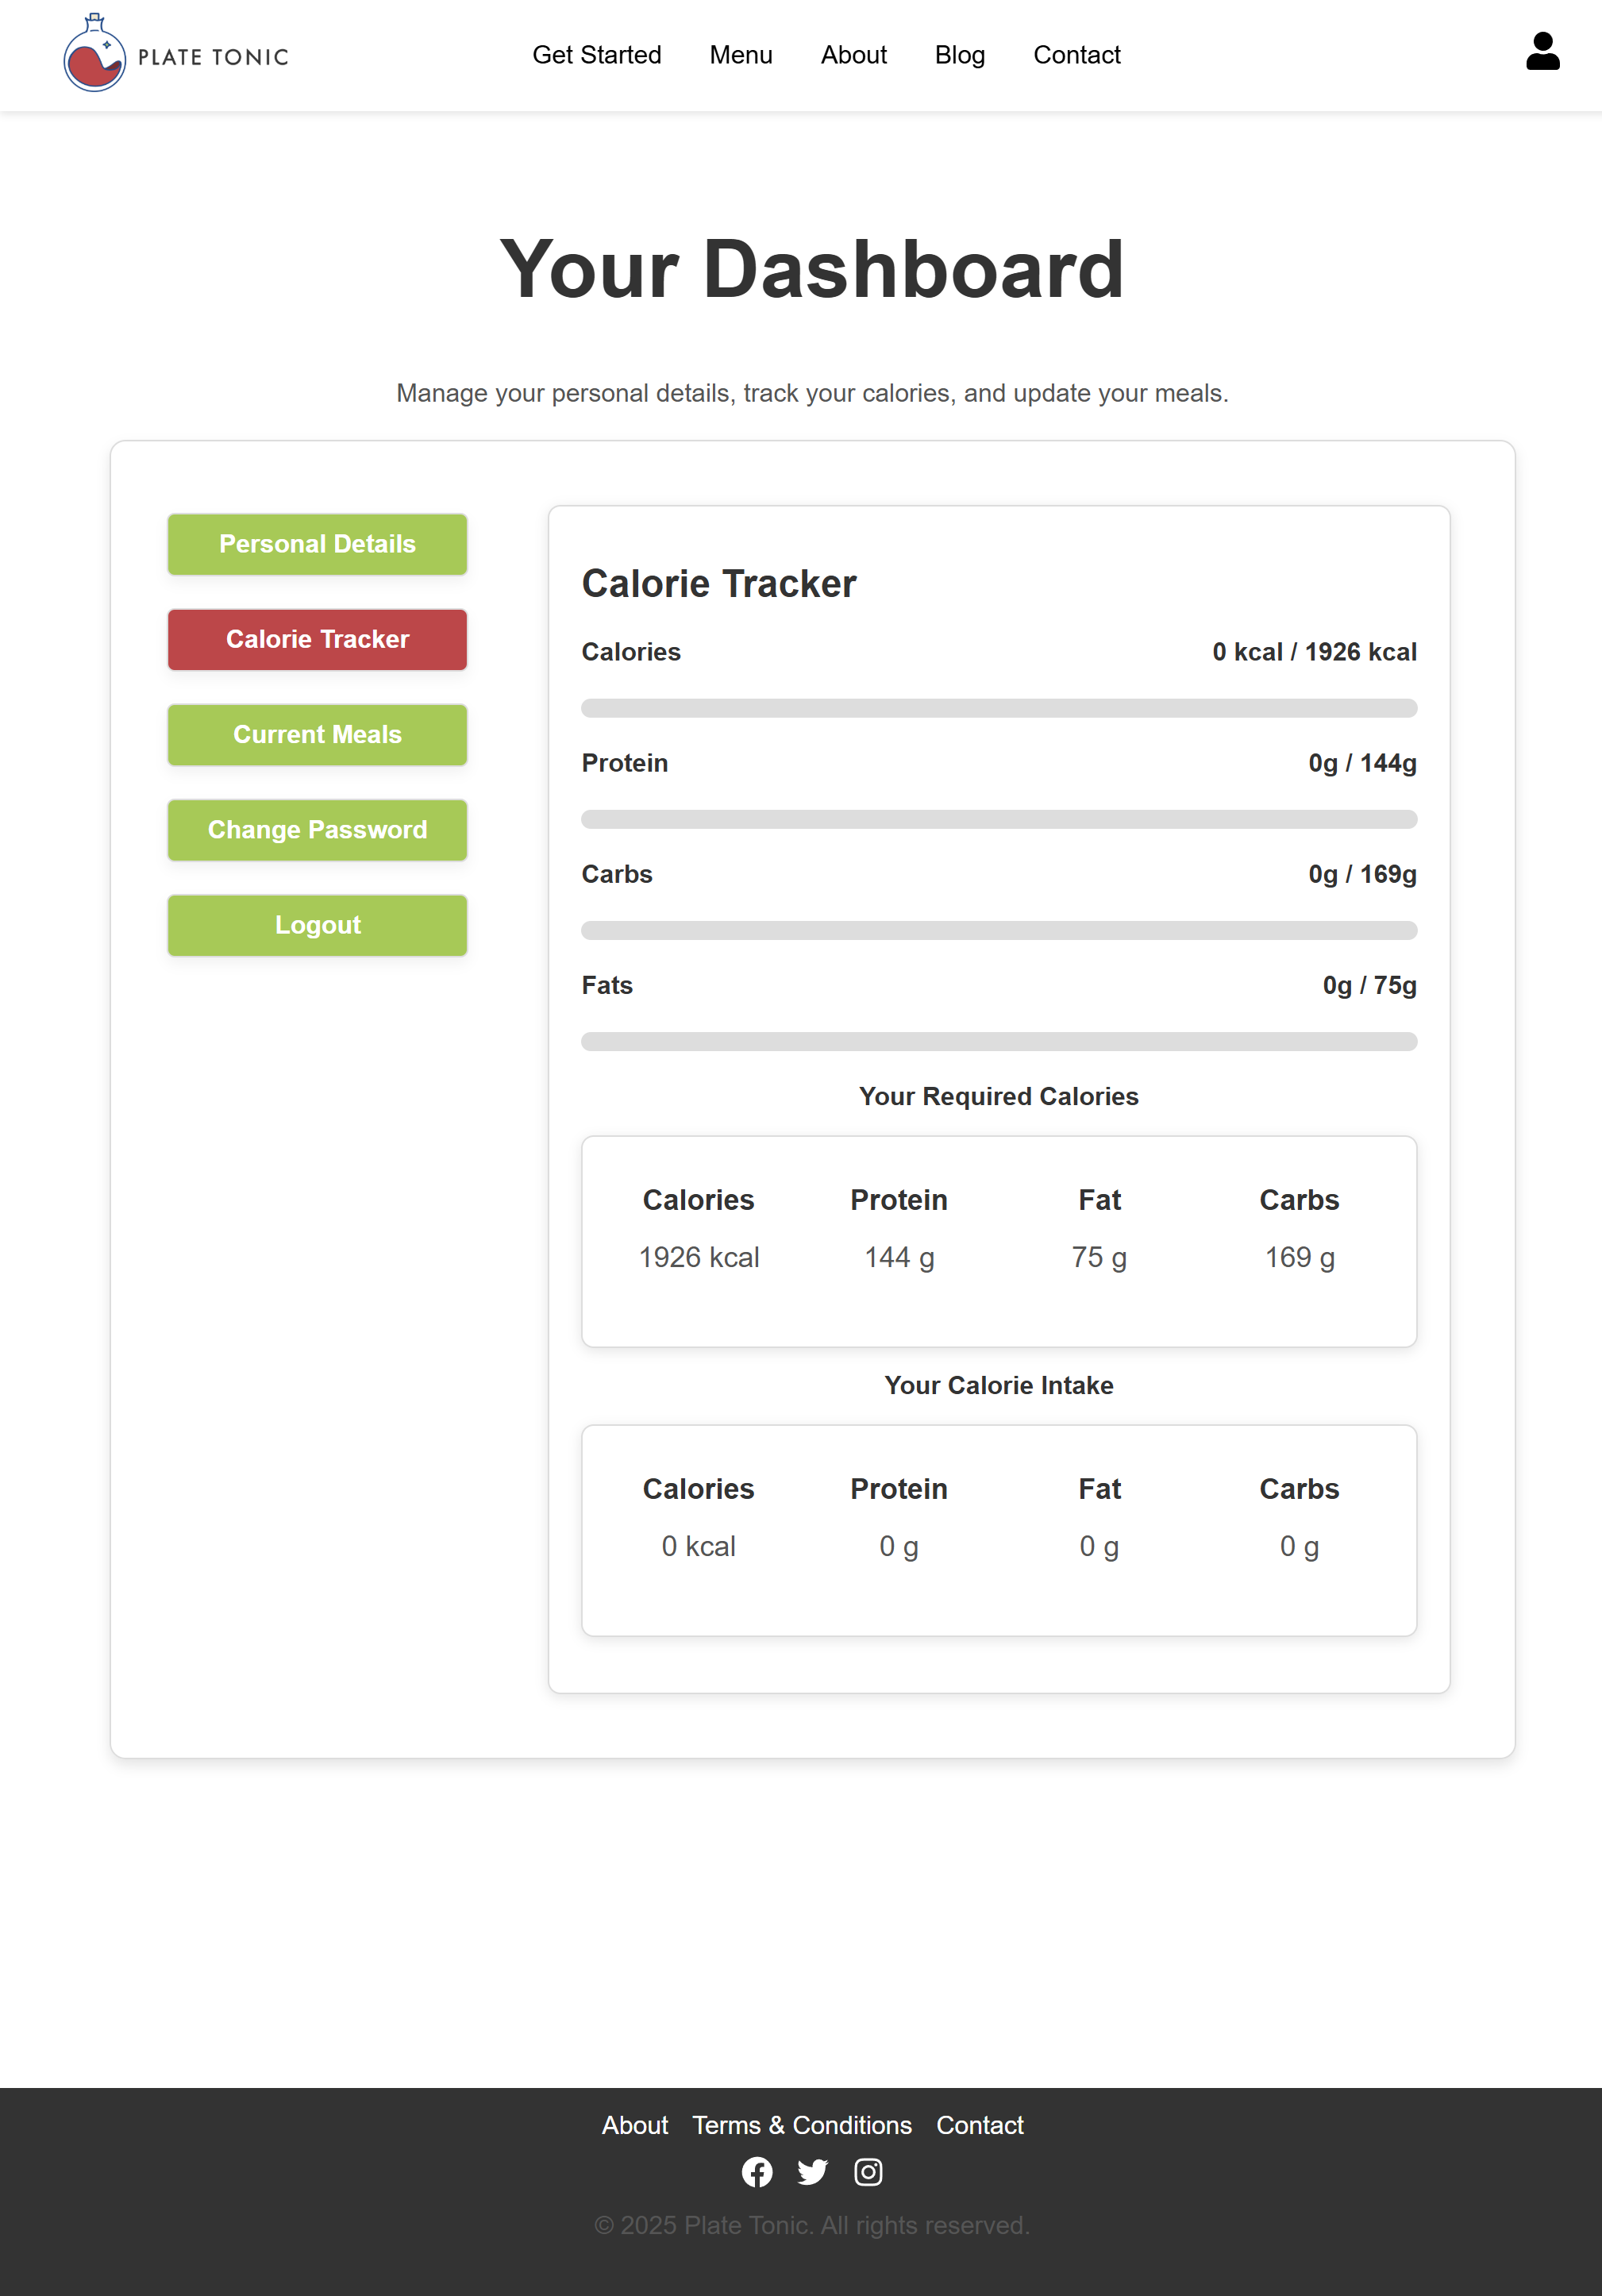 PLATE TONIC
Get Started Menu About Blog Contact
Your Dashboard
Manage your personal details, track your calories, and update your meals.
Personal Details
Calorie Tracker
Current Meals
Change Password
Logout
Calorie Tracker
Calories 0 kcal / 1926 kcal
Protein 0g / 144g
Carbs 0g / 169g
Fats 0g / 75g
Your Required Calories
Calories Protein Fat Carbs
1926 kcal 144 g 75 g 169 g
Your Calorie Intake
Calories Protein Fat Carbs
0 kcal 0 g 0 g 0 g
About Terms & Conditions Contact
© 2025 Plate Tonic. All rights reserved.